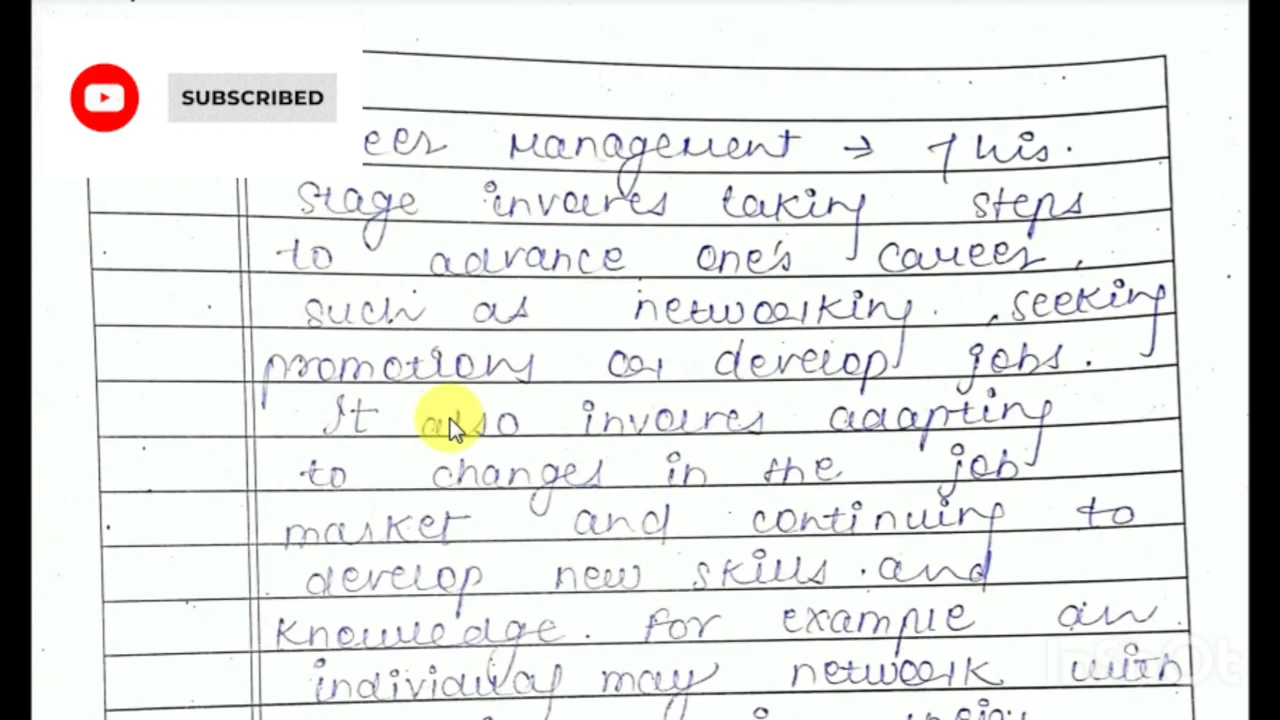 SUBSCRIBED
eer Management → This.
stage involves taking steps
to advance one's career,
such as networking, seeking
promotions or develop jobs.
It also involves adapting
to changes in the job
market and continuing to
develop new skills and
knowledge. For example an
individual may network with